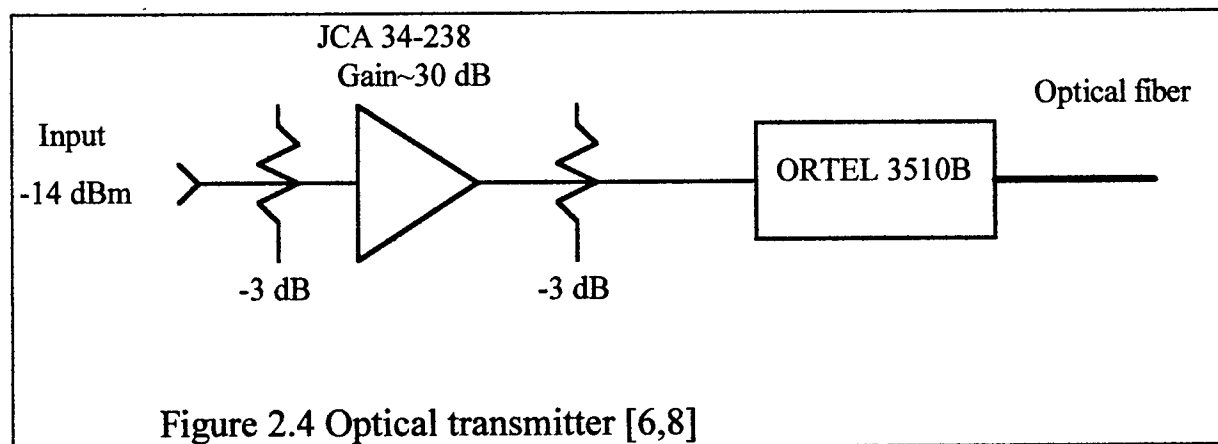 JCA 34-238
Gain~30 dB
Optical fiber
Input
-14 dBm
ORTEL 3510B
-3 dB
-3 dB
Figure 2.4 Optical transmitter [6,8]